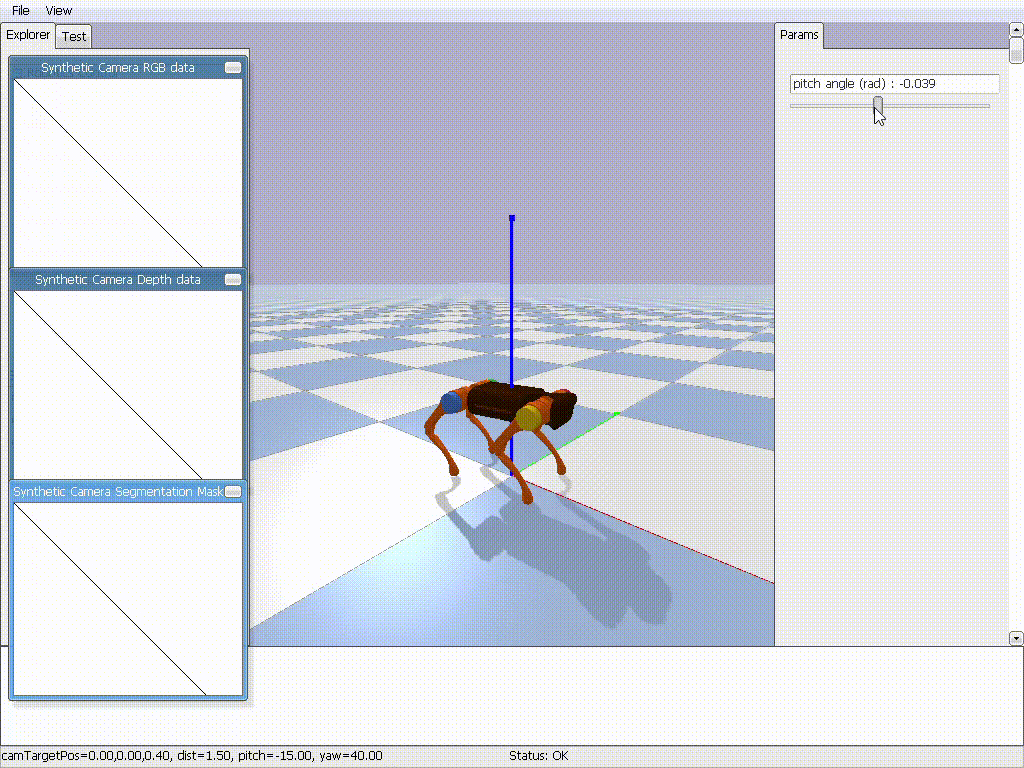 File View
Explorer Test
Params
Synthetic Camera RGB data
pitch angle (rad) : -0.039
Synthetic Camera Depth data
Synthetic Camera Segmentation Mask
camTargetPos=0.00,0.00,0.40, dist=1.50, pitch=-15.00, yaw=40.00
Status: OK